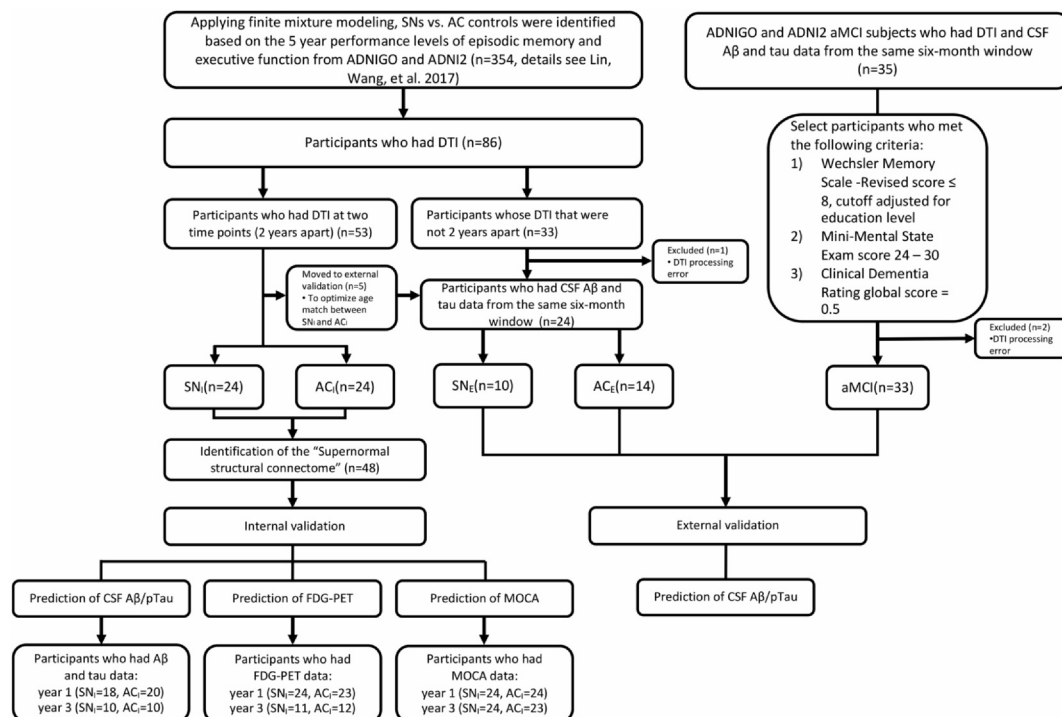 Applying finite mixture modeling, SNs vs. AC controls were identified
based on the 5 year performance levels of episodic memory and
executive function from ADNIGO and ADNI2 (n=354, details see Lin,
Wang, et al. 2017)
ADNIGO and ADNI2 aMCI subjects who had DTI and CSF
Aβ and tau data from the same six-month window
(n=35)
Participants who had DTI (n=86)
Select participants who met
the following criteria:
1) Wechsler Memory
Scale -Revised score ≤
8, cutoff adjusted for
education level
2) Mini-Mental State
Exam score 24 – 30
3) Clinical Dementia
Rating global score =
0.5
Participants who had DTI at two
time points (2 years apart) (n=53)
Participants whose DTI that were
not 2 years apart (n=33)
Excluded (n=1)
• DTI processing
error
Moved to external
validation (n=5)
• To optimize age
match between
SNI and ACI
Participants who had CSF Aβ and
tau data from the same six-month
window (n=24)
Excluded (n=2)
•DTI processing
error
SNI(n=24)
ACI(n=24)
SNE(n=10)
ACE(n=14)
aMCI(n=33)
Identification of the “Supernormal
structural connectome” (n=48)
Internal validation
External validation
Prediction of CSF Aβ/pTau
Prediction of FDG-PET
Prediction of MOCA
Prediction of CSF Aβ/pTau
Participants who had Aβ
and tau data:
year 1 (SNI=18, ACI=20)
year 3 (SNI=10, ACI=10)
Participants who had
FDG-PET data:
year 1 (SNI=24, ACI=23)
year 3 (SNI=11, ACI=12)
Participants who had
MOCA data:
year 1 (SNI=24, ACI=24)
year 3 (SNI=24, ACI=23)